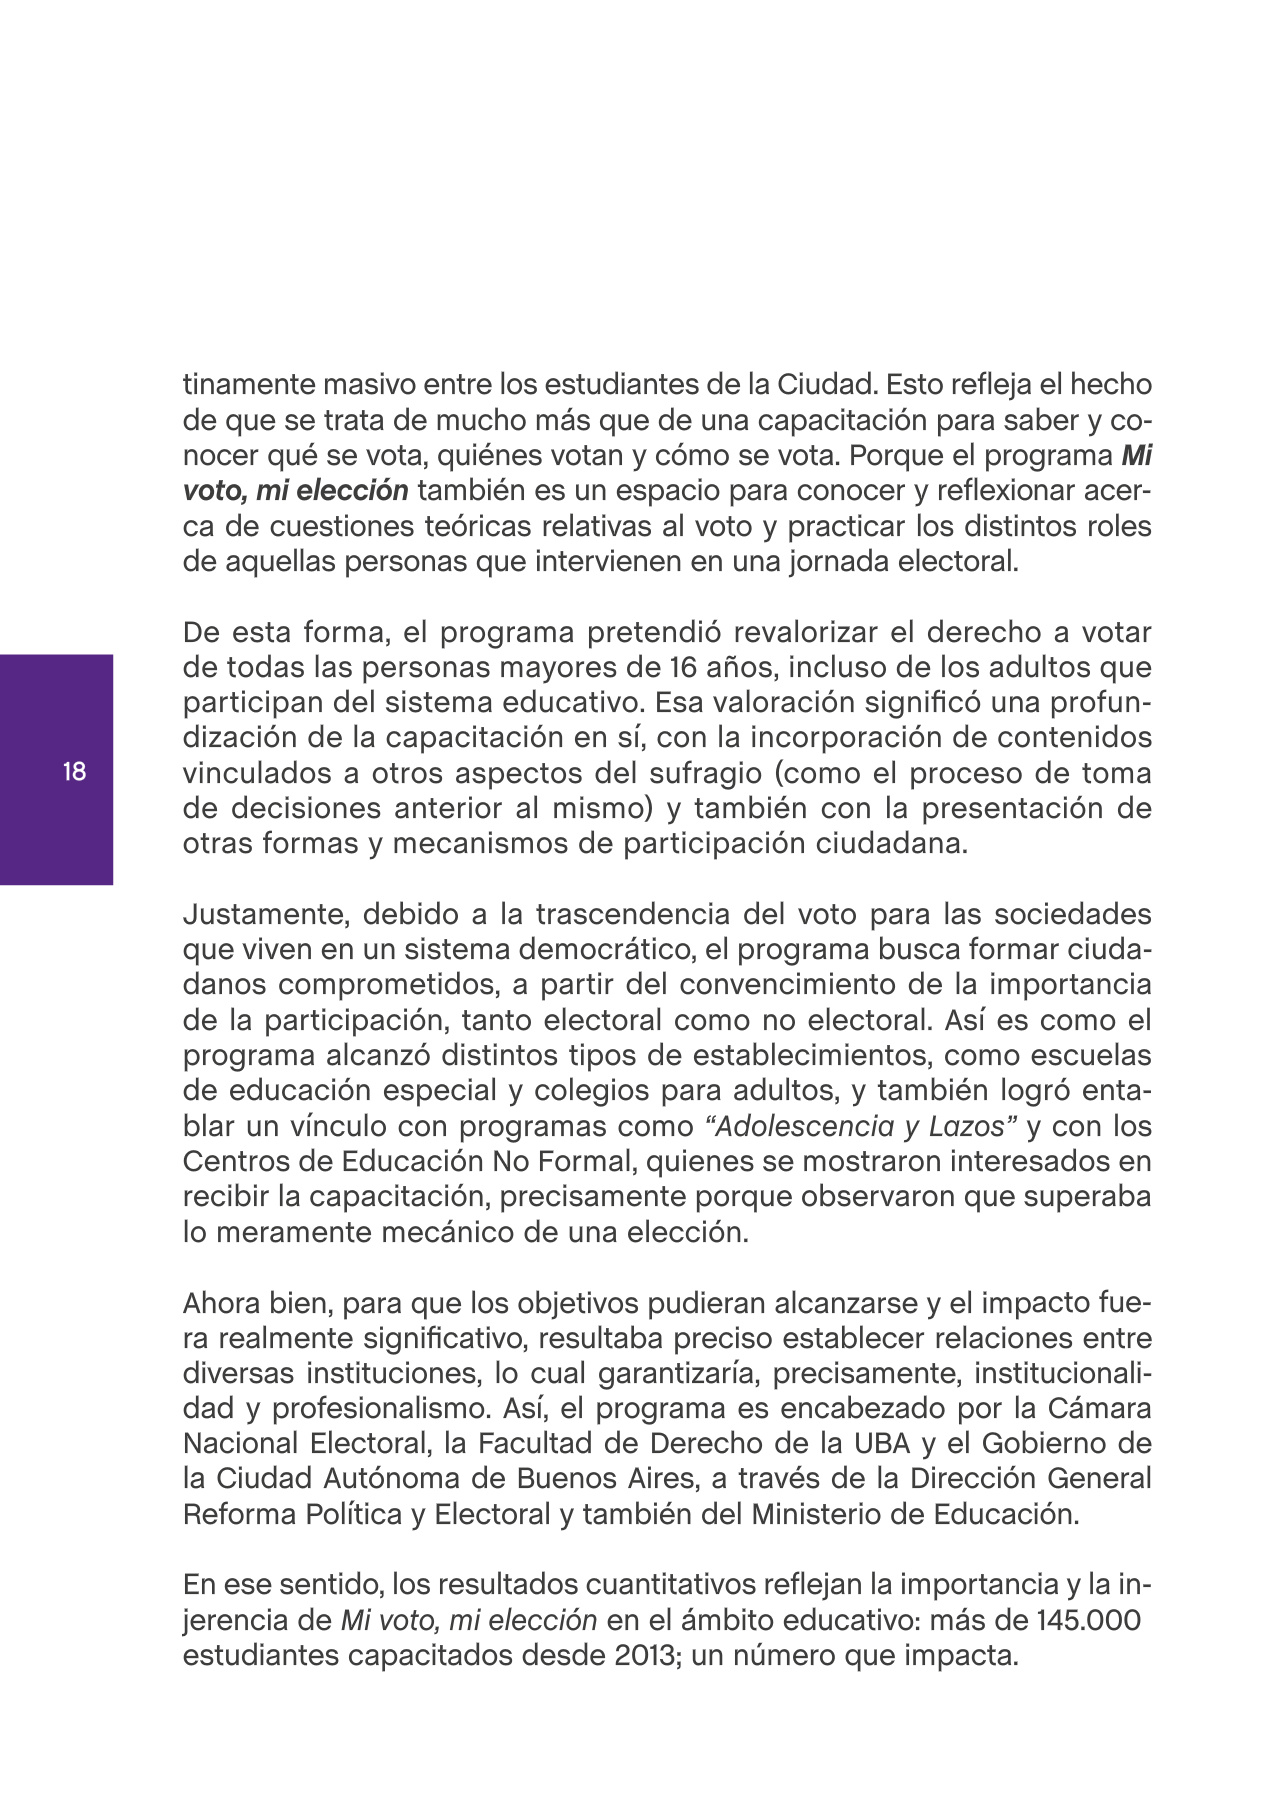 tinamente masivo entre los estudiantes de la Ciudad. Esto refleja el hecho
de que se trata de mucho más que de una capacitación para saber y co-
nocer qué se vota, quiénes votan y cómo se vota. Porque el programa Mi
voto, mi elección también es un espacio para conocer y reflexionar acer-
ca de cuestiones teóricas relativas al voto y practicar los distintos roles
de aquellas personas que intervienen en una jornada electoral.
De esta forma, el programa pretendió revalorizar el derecho a votar
de todas las personas mayores de 16 años, incluso de los adultos que
participan del sistema educativo. Esa valoración significó una profun-
dización de la capacitación en sí, con la incorporación de contenidos
18
vinculados a otros aspectos del sufragio (como el proceso de toma
de decisiones anterior al mismo) y también con la presentación de
otras formas y mecanismos de participación ciudadana.
Justamente, debido a la trascendencia del voto para las sociedades
que viven en un sistema democrático, el programa busca formar ciuda-
danos comprometidos, a partir del convencimiento de la importancia
de la participación, tanto electoral como no electoral. Así es como el
programa alcanzó distintos tipos de establecimientos, como escuelas
de educación especial y colegios para adultos, y también logró enta-
blar un vínculo con programas como “Adolescencia y Lazos” y con los
Centros de Educación No Formal, quienes se mostraron interesados en
recibir la capacitación, precisamente porque observaron que superaba
lo meramente mecánico de una elección.
Ahora bien, para que los objetivos pudieran alcanzarse y el impacto fue-
ra realmente significativo, resultaba preciso establecer relaciones entre
diversas instituciones, lo cual garantizaría, precisamente, institucionali-
dad y profesionalismo. Así, el programa es encabezado por la Cámara
Nacional Electoral, la Facultad de Derecho de la UBA y el Gobierno de
la Ciudad Autónoma de Buenos Aires, a través de la Dirección General
Reforma Política y Electoral y también del Ministerio de Educación.
En ese sentido, los resultados cuantitativos reflejan la importancia y la in-
jerencia de Mi voto, mi elección en el ámbito educativo: más de 145.000
estudiantes capacitados desde 2013; un número que impacta.